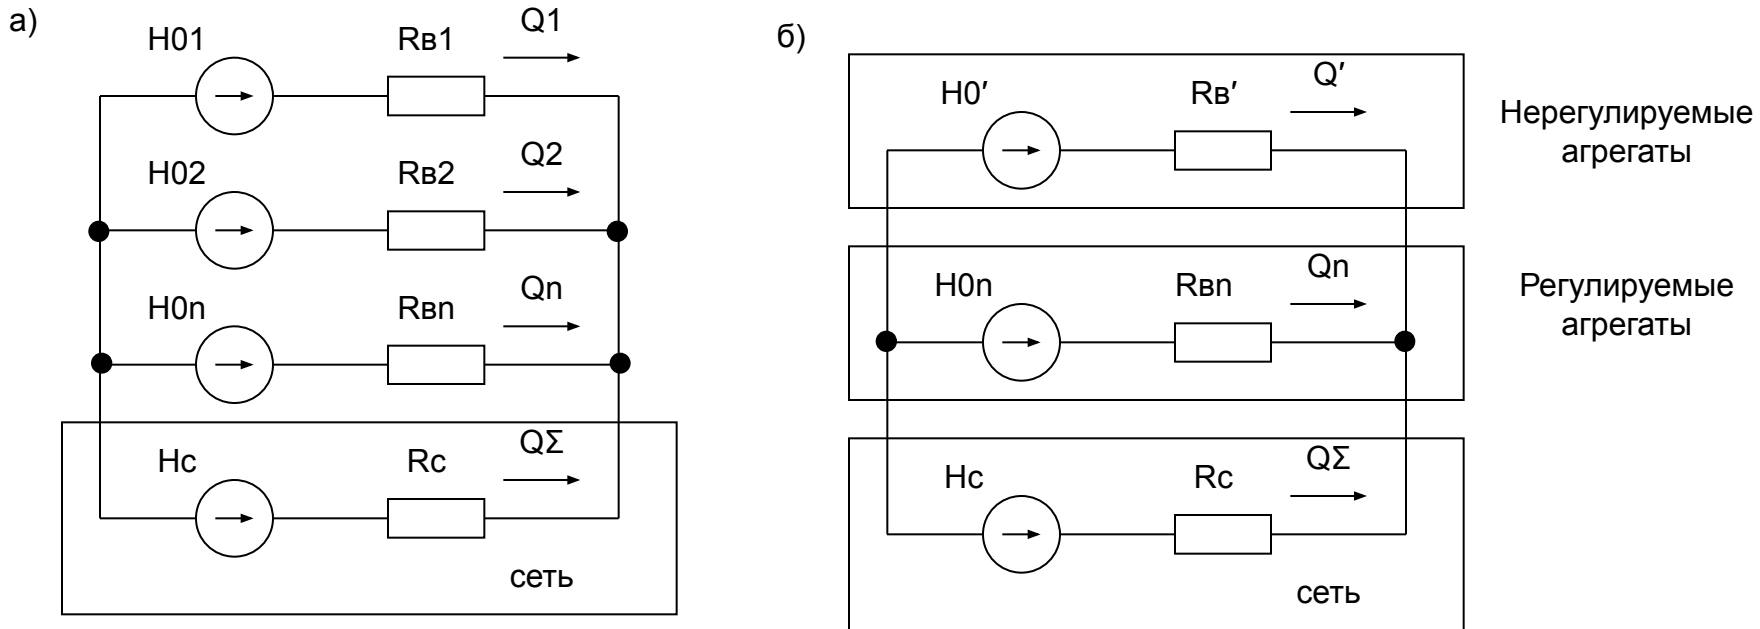 а)
H01
Rв1
Q1
H02
Rв2
Q2
H0n
Rвn
Qn
Hc
Rc
QΣ
сеть
б)
H0′
Rв′
Q′
Нерегулируемые
агрегаты
H0n
Rвn
Qn
Регулируемые
агрегаты
Hc
Rc
QΣ
сеть